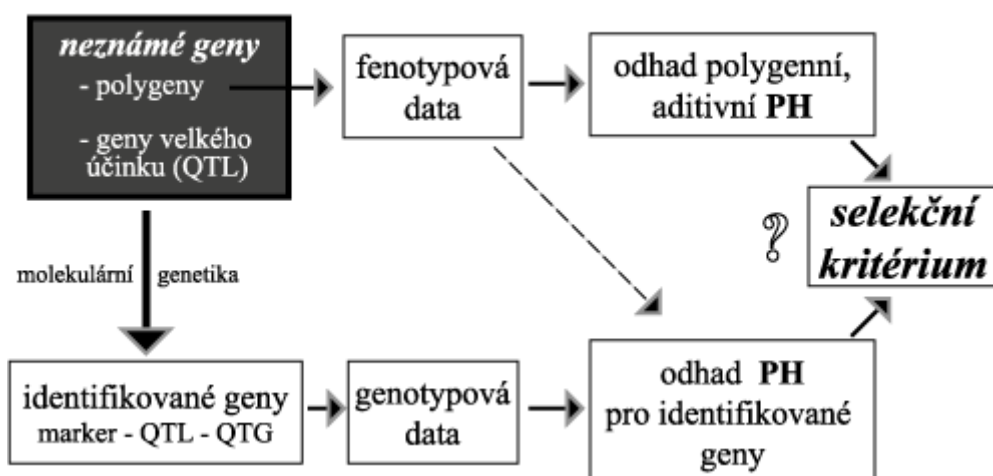 neznámé geny
- polygeny
- geny velkého
účinku (QTL)
fenotypová
data
odhad polygenní,
aditivní PH
selekční
kritérium
?
molekulární genetika
identifikované geny
marker - QTL - QTG
genotypová
data
odhad PH
pro identifikované
geny